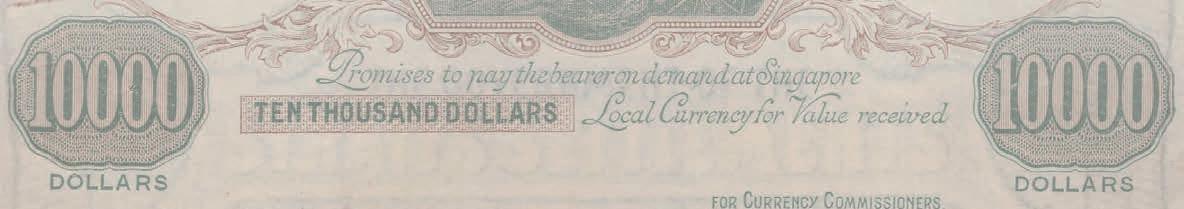 10000 Promises to pay the bearer on demand at Singapore 10000
TEN THOUSAND DOLLARS Local Currency for Value received
DOLLARS DOLLARS
FOR CURRENCY COMMISSIONERS.